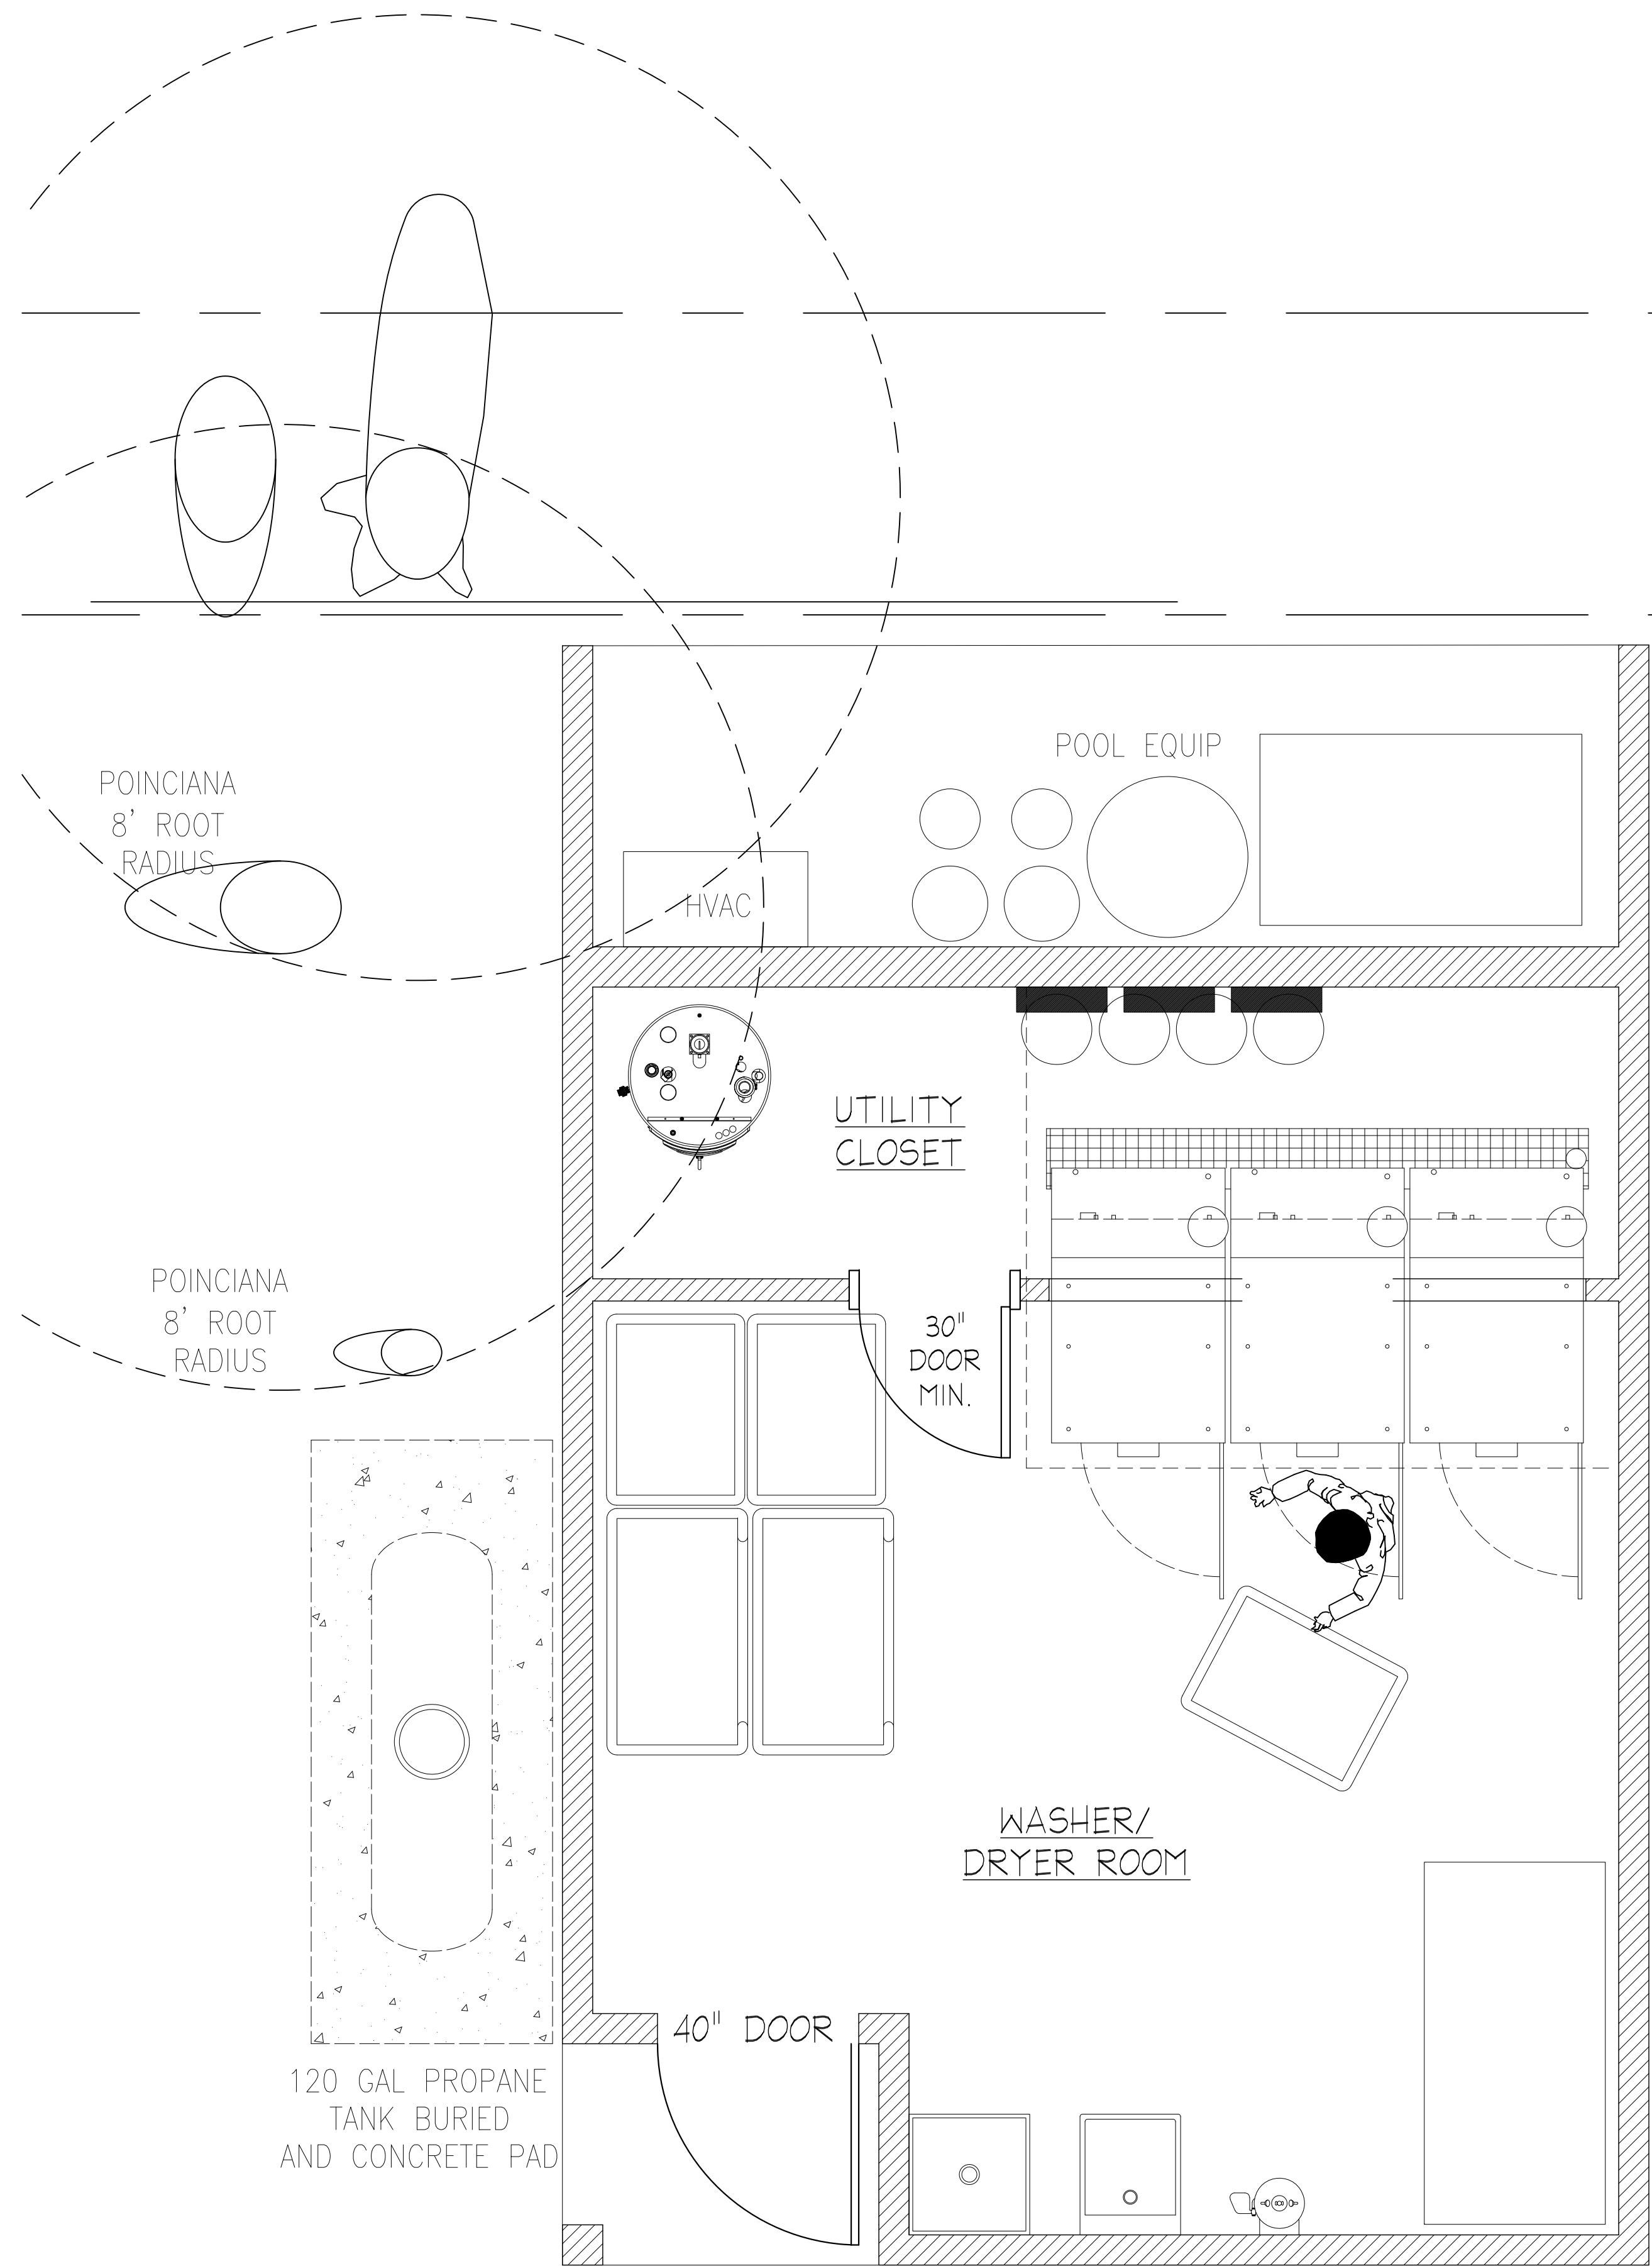 POOL EQUIP
POINCIANA
8' ROOT
RADIUS
HVAC
UTILITY
CLOSET
POINCIANA
8' ROOT
RADIUS
30"
DOOR
MIN.
WASHER/
DRYER ROOM
40" DOOR
120 GAL PROPANE
TANK BURIED
AND CONCRETE PAD